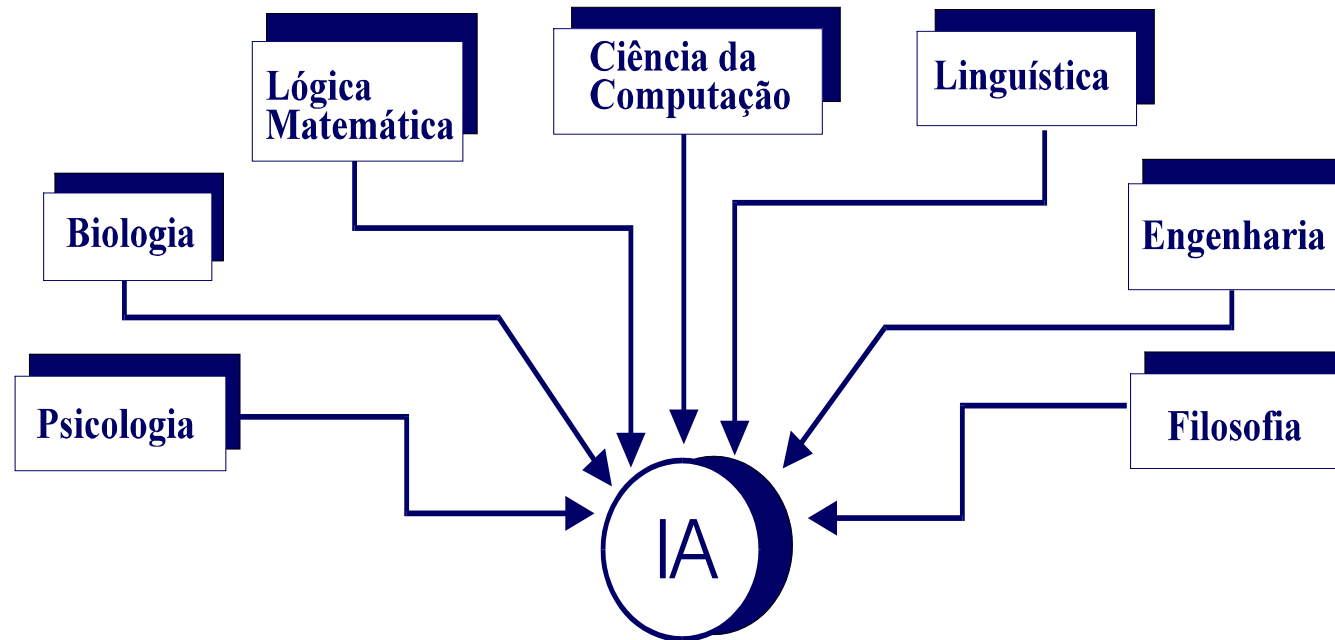 Lógica
Matemática
Ciência da
Computação
Linguística
Biologia
Engenharia
Psicologia
Filosofia
IA